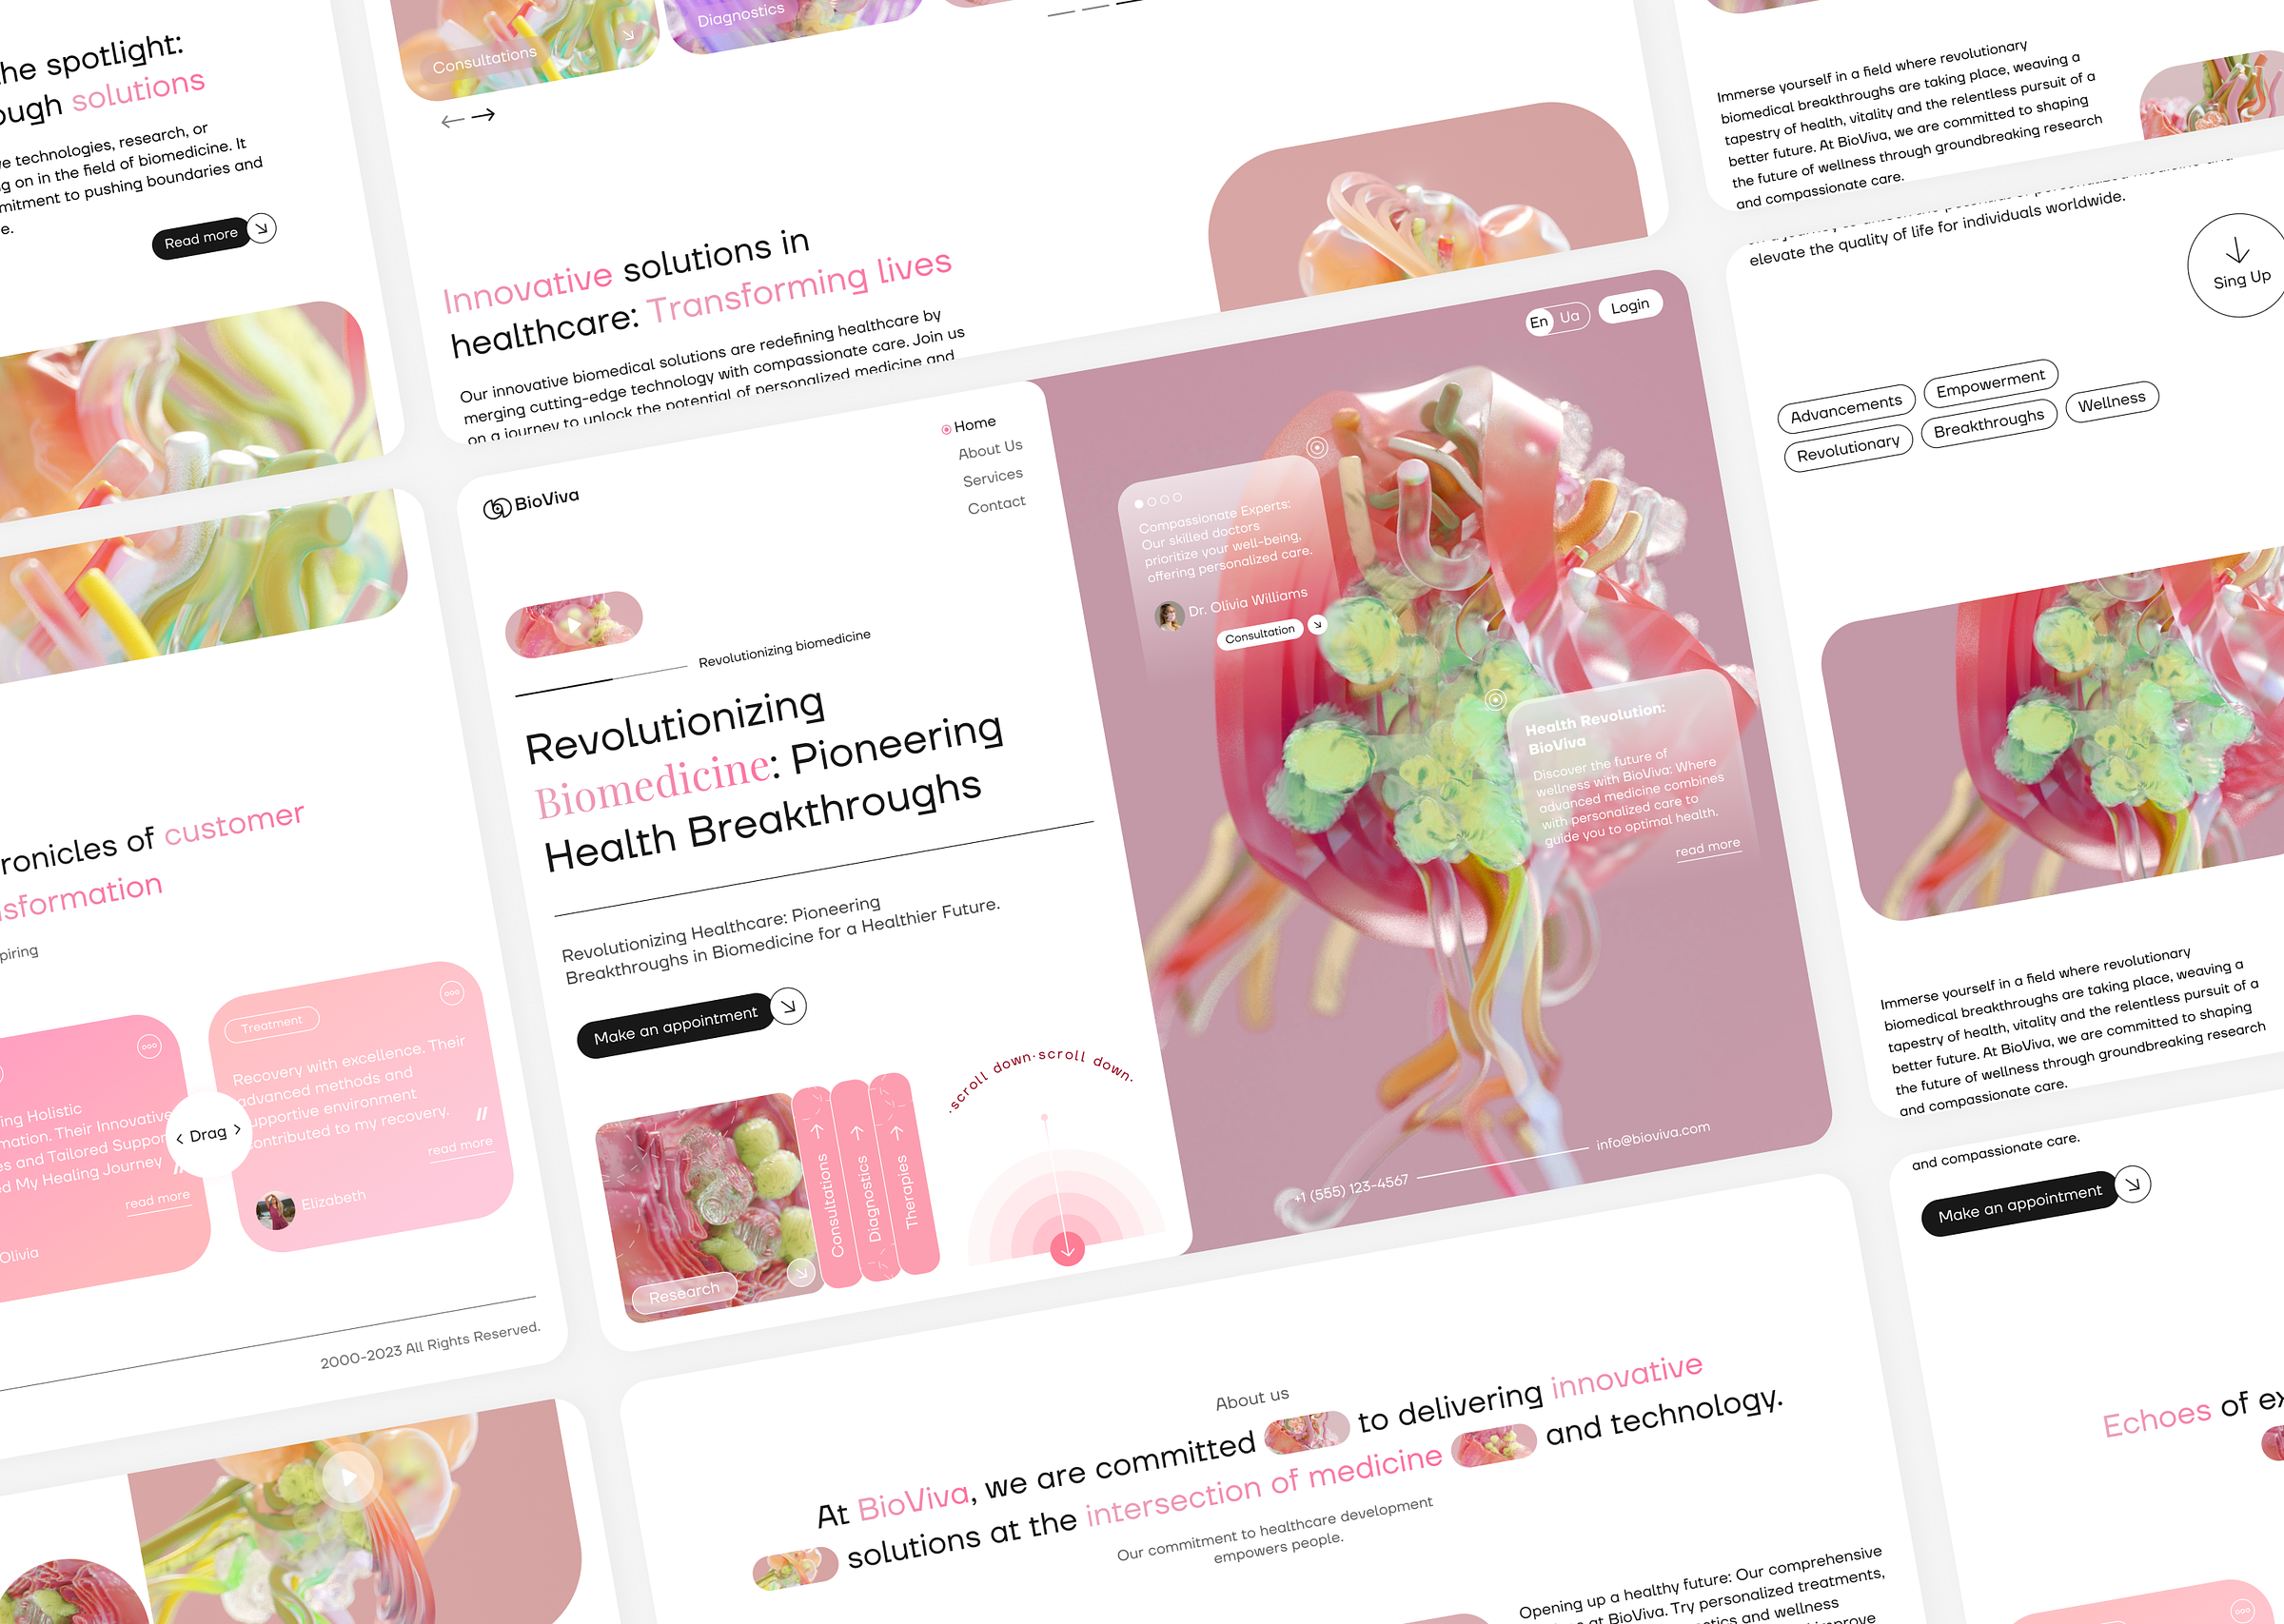 he spotlight:
ough solutions
ve technologies, research, or
g on in the field of biomedicine. It
mitment to pushing boundaries and
e.
Read more
Consultations
Diagnostics
Innovative solutions in
healthcare: Transforming lives
Our innovative biomedical solutions are redefining healthcare by
merging cutting-edge technology with compassionate care. Join us
on a journey to unlock the potential of personalized medicine and
Immerse yourself in a field where revolutionary
biomedical breakthroughs are taking place, weaving a
tapestry of health, vitality and the relentless pursuit of a
better future. At BioViva, we are committed to shaping
the future of wellness through groundbreaking research
and compassionate care.
elevate the quality of life for individuals worldwide.
Sing Up
Advancements
Empowerment
Revolutionary
Breakthroughs
Wellness
BioViva
Home
About Us
Services
Contact
En
Ua
Login
Revolutionizing biomedicine
Revolutionizing
Biomedicine: Pioneering
Health Breakthroughs
Revolutionizing Healthcare: Pioneering
Breakthroughs in Biomedicine for a Healthier Future.
Make an appointment
Research
Consultations
Diagnostics
Therapies
·scroll down·scroll down·
Compassionate Experts:
Our skilled doctors
prioritize your well-being,
offering personalized care.
Dr. Olivia Williams
Consultation
Health Revolution:
BioViva
Discover the future of
wellness with BioViva: Where
advanced medicine combines
with personalized care to
guide you to optimal health.
read more
+1 (555) 123-4567
info@bioviva.com
ronicles of customer
sformation
piring
ing Holistic
mation. Their Innovative
es and Tailored Suppor
d My Healing Journey
read more
Olivia
< Drag >
Treatment
Recovery with excellence. Their
advanced methods and
supportive environment
contributed to my recovery.
"
read more
Elizabeth
2000-2023 All Rights Reserved.
Immerse yourself in a field where revolutionary
biomedical breakthroughs are taking place, weaving a
tapestry of health, vitality and the relentless pursuit of a
better future. At BioViva, we are committed to shaping
the future of wellness through groundbreaking research
and compassionate care.
and compassionate care.
Make an appointment
Echoes of ex
About us
At BioViva, we are committed to delivering innovative
solutions at the intersection of medicine and technology.
Our commitment to healthcare development
empowers people.
Opening up a healthy future: Our comprehensive
at BioViva. Try personalized treatments,
tics and wellness
improve